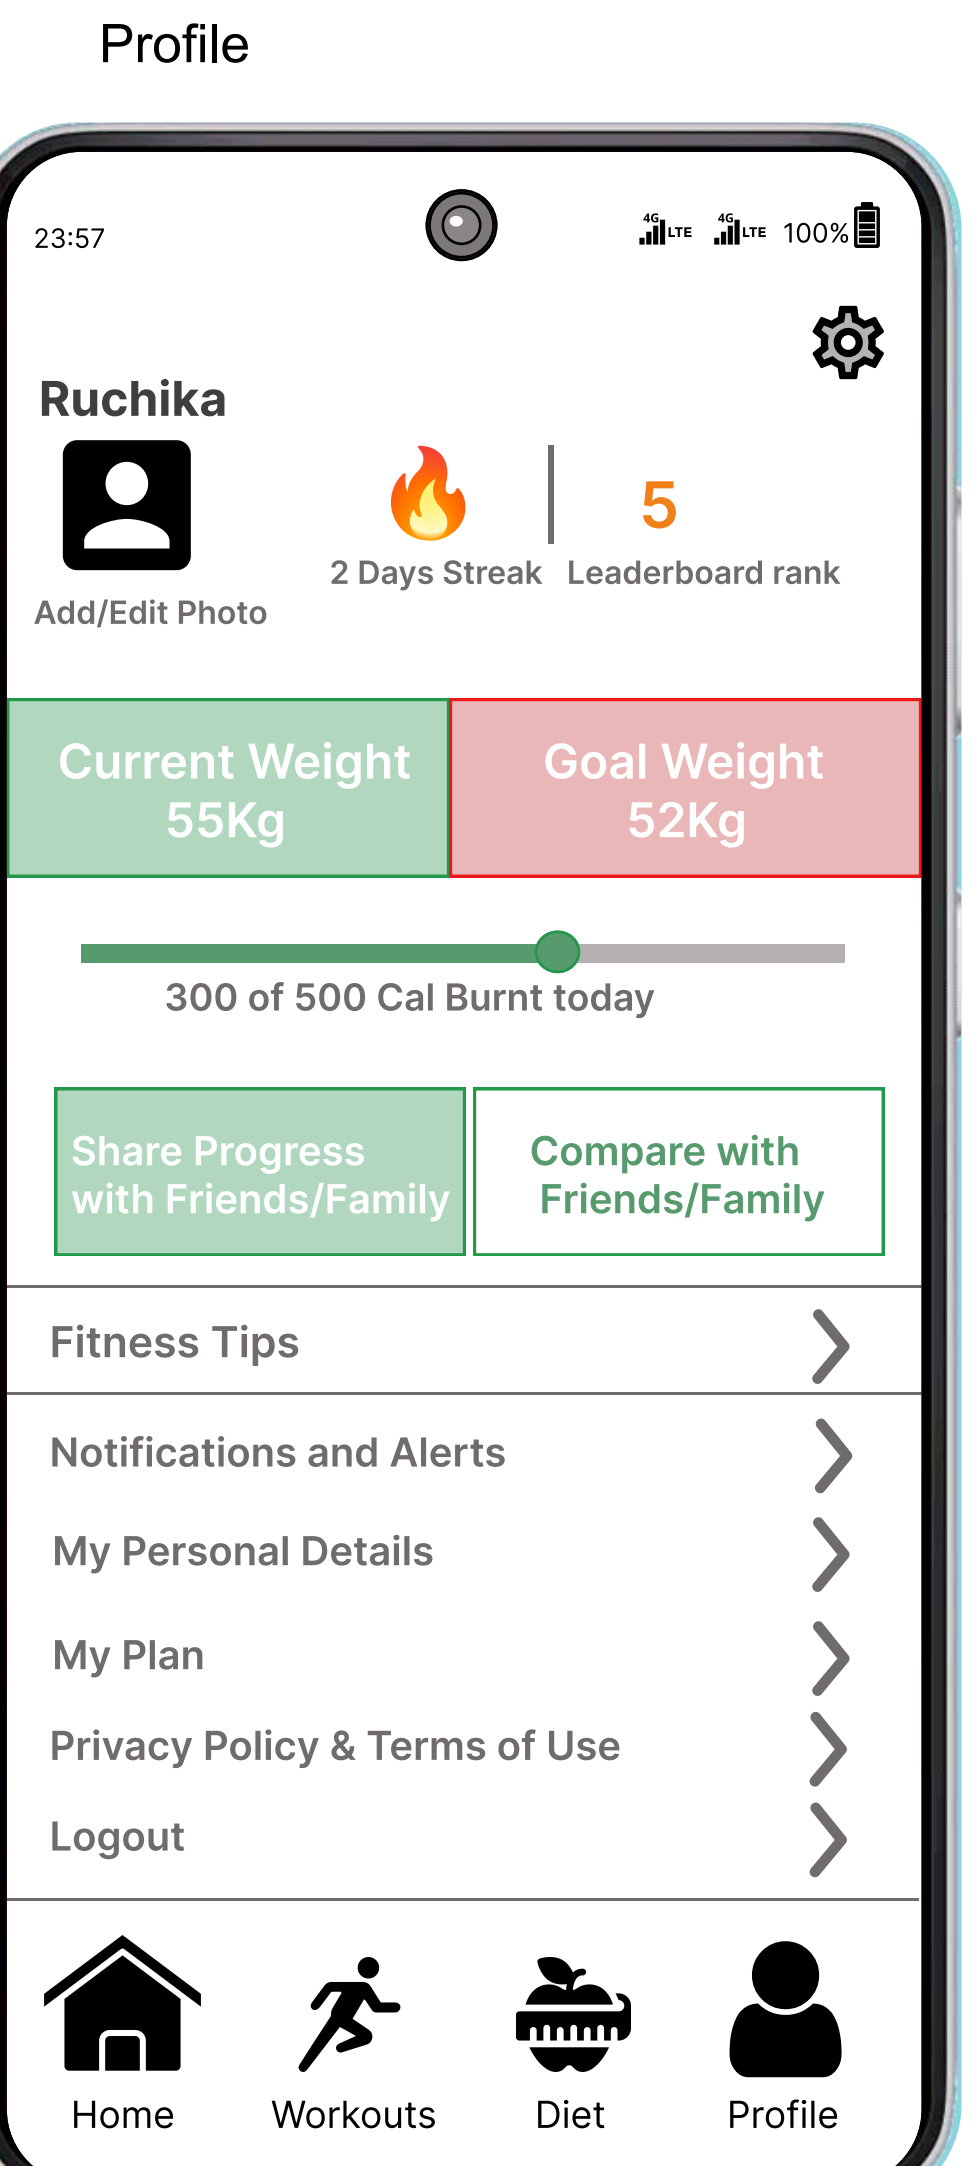 Profile
23:57
4G LTE 4G LTE 100%
Ruchika
5
2 Days Streak Leaderboard rank
Add/Edit Photo
Current Weight
55Kg
Goal Weight
52Kg
300 of 500 Cal Burnt today
Share Progress
with Friends/Family
Compare with
Friends/Family
Fitness Tips
Notifications and Alerts
My Personal Details
My Plan
Privacy Policy & Terms of Use
Logout
Home Workouts Diet Profile